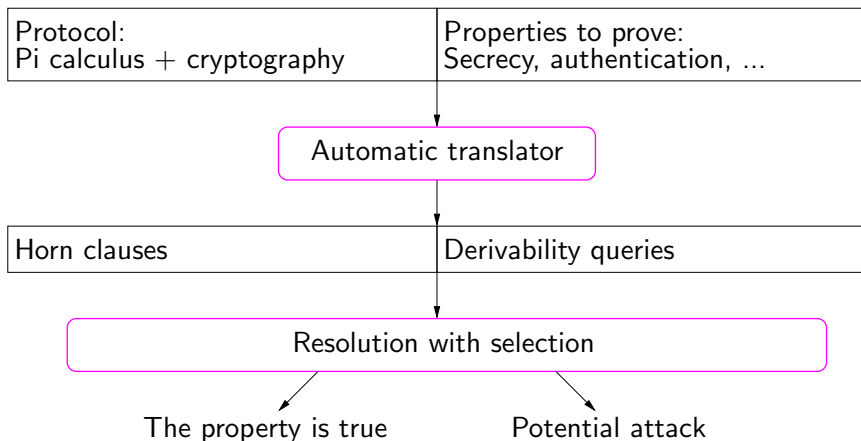 Protocol:
Pi calculus + cryptography
Properties to prove:
Secrecy, authentication, ...
Automatic translator
Horn clauses
Derivability queries
Resolution with selection
The property is true
Potential attack